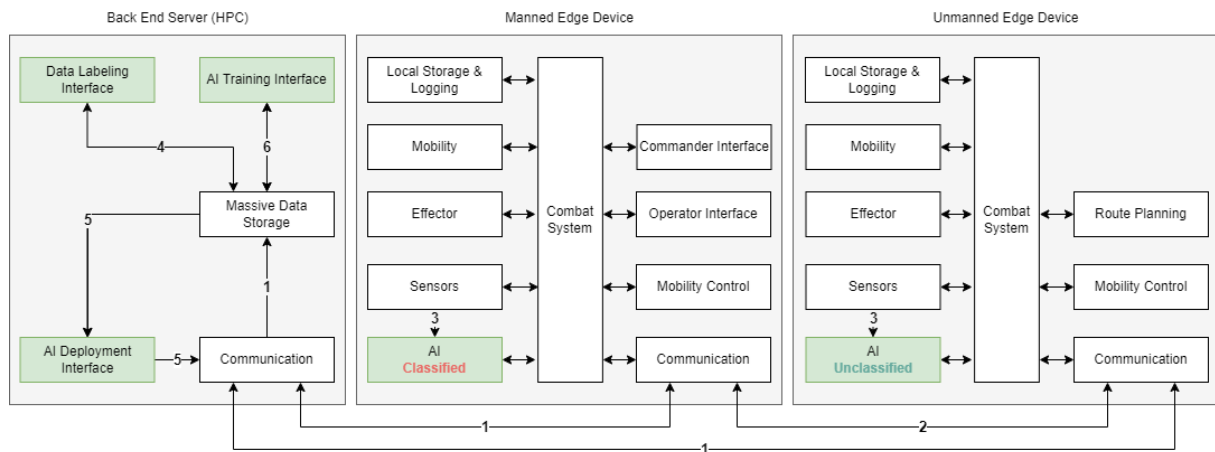 Back End Server (HPC)
Data Labeling
Interface
AI Training Interface
4
6
Massive Data
Storage
5
1
AI Deployment
Interface
5
Communication
Manned Edge Device
Local Storage &
Logging
Mobility
Effector
Sensors
3
AI
Classified
Combat
System
Commander Interface
Operator Interface
Mobility Control
Communication
Unmanned Edge Device
Local Storage &
Logging
Mobility
Effector
Sensors
3
AI
Unclassified
Combat
System
Route Planning
Mobility Control
Communication
1
2
1